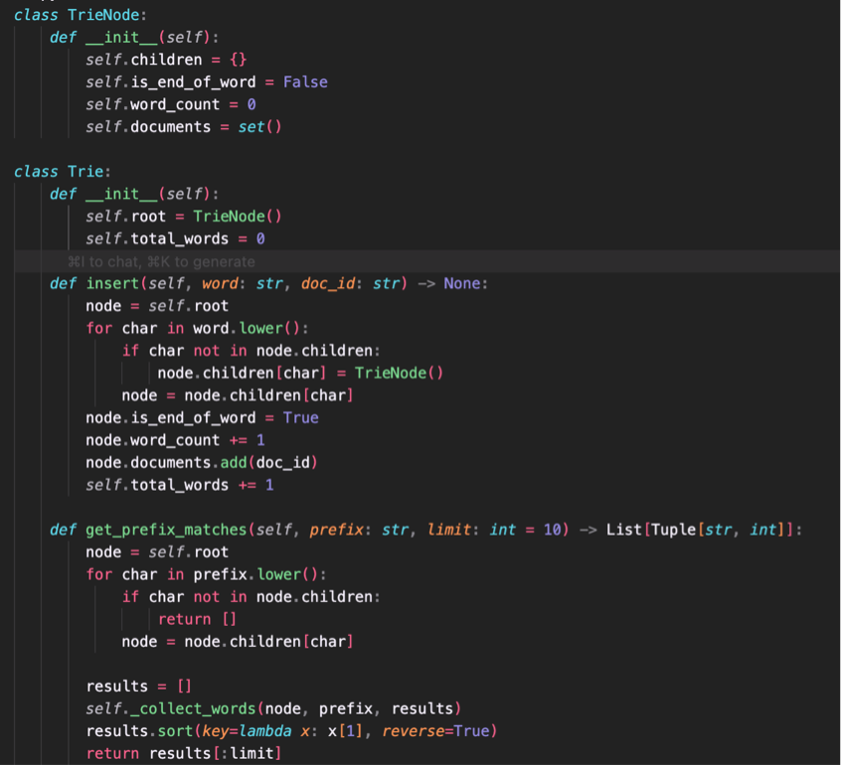 class TrieNode:
    def __init__(self):
        self.children = {}
        self.is_end_of_word = False
        self.word_count = 0
        self.documents = set()

class Trie:
    def __init__(self):
        self.root = TrieNode()
        self.total_words = 0
      ⌘I to chat, ⌘K to generate
    def insert(self, word: str, doc_id: str) -> None:
        node = self.root
        for char in word.lower():
            if char not in node.children:
                node.children[char] = TrieNode()
            node = node.children[char]
        node.is_end_of_word = True
        node.word_count += 1
        node.documents.add(doc_id)
        self.total_words += 1

    def get_prefix_matches(self, prefix: str, limit: int = 10) -> List[Tuple[str, int]]:
        node = self.root
        for char in prefix.lower():
            if char not in node.children:
                return []
            node = node.children[char]

        results = []
        self._collect_words(node, prefix, results)
        results.sort(key=lambda x: x[1], reverse=True)
        return results[:limit]